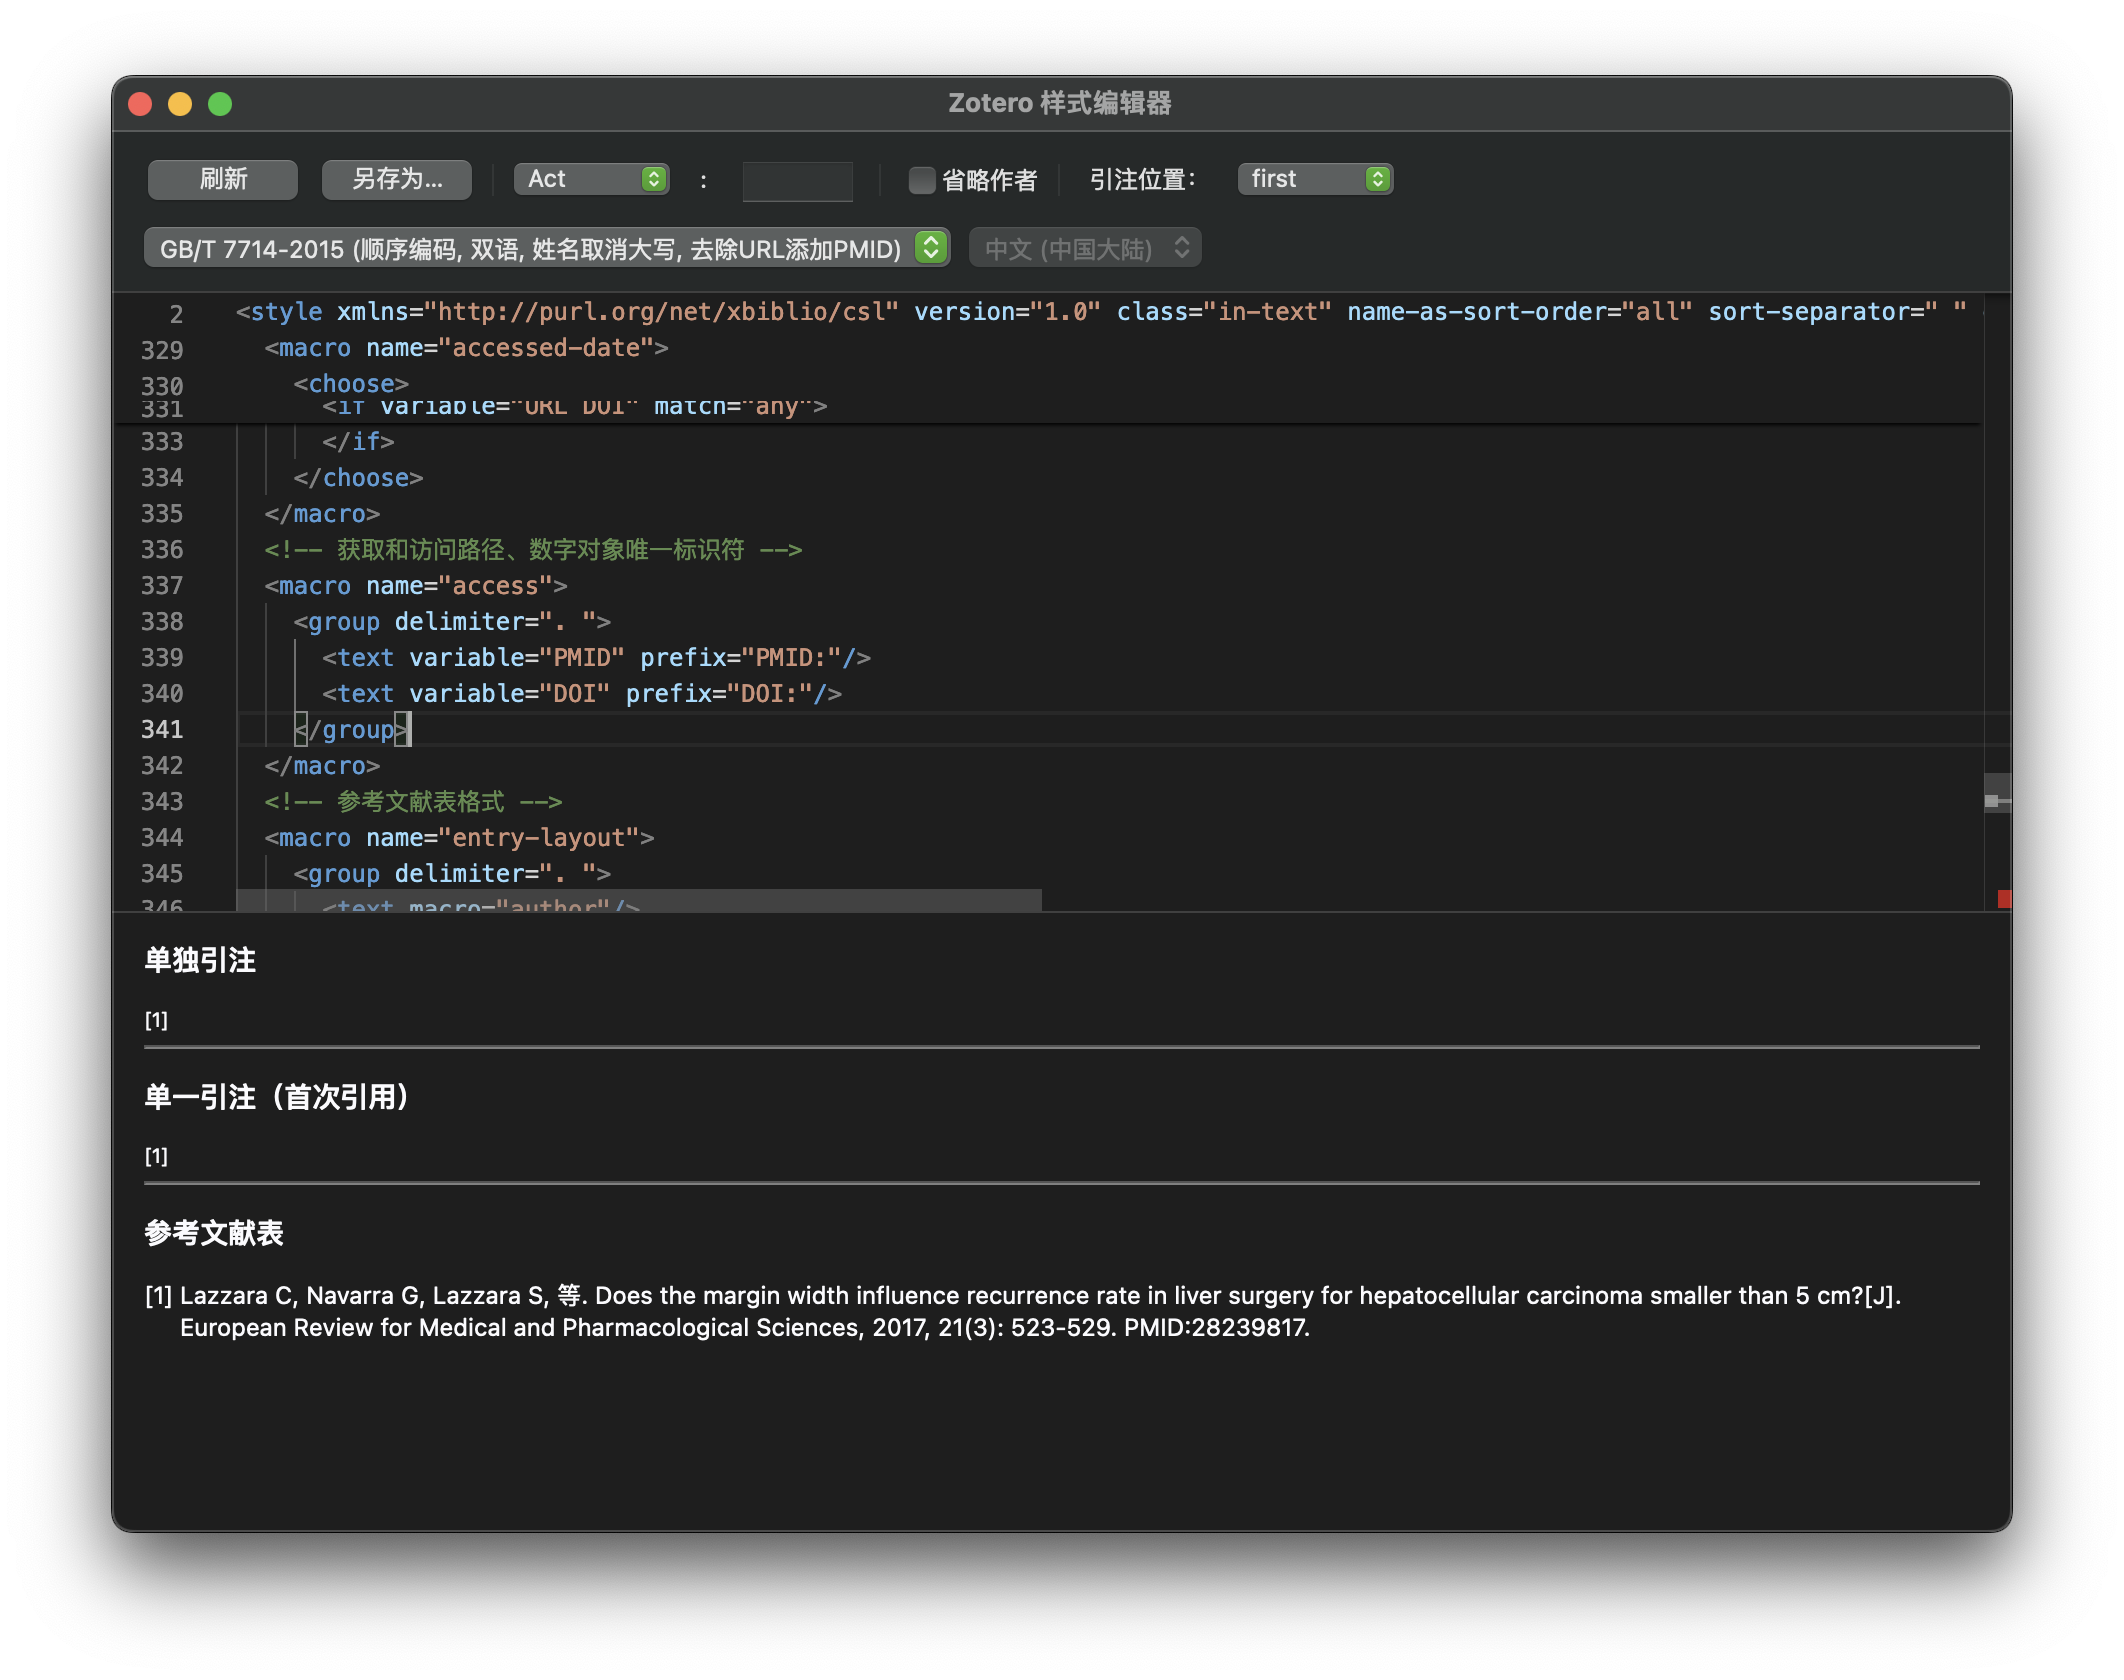 Zotero 样式编辑器
刷新 另存为... Act : 省略作者 引注位置： first
GB/T 7714-2015 (顺序编码, 双语, 姓名取消大写, 去除URL添加PMID) 中文 (中国大陆)
2 <style xmlns="http://purl.org/net/xbiblio/csl" version="1.0" class="in-text" name-as-sort-order="all" sort-separator=" "
329 <macro name="accessed-date">
330 <choose>
331 <if variable="URL DOI" match="any">
333 </if>
334 </choose>
335 </macro>
336 <!-- 获取和访问路径、数字对象唯一标识符 -->
337 <macro name="access">
338 <group delimiter=". ">
339 <text variable="PMID" prefix="PMID:"/>
340 <text variable="DOI" prefix="DOI:"/>
341 </group>
342 </macro>
343 <!-- 参考文献表格式 -->
344 <macro name="entry-layout">
345 <group delimiter=". ">
346 <text macro="author"/>
单独引注
[1]
单一引注（首次引用）
[1]
参考文献表
[1] Lazzara C, Navarra G, Lazzara S, 等. Does the margin width influence recurrence rate in liver surgery for hepatocellular carcinoma smaller than 5 cm?[J].
European Review for Medical and Pharmacological Sciences, 2017, 21(3): 523-529. PMID:28239817.